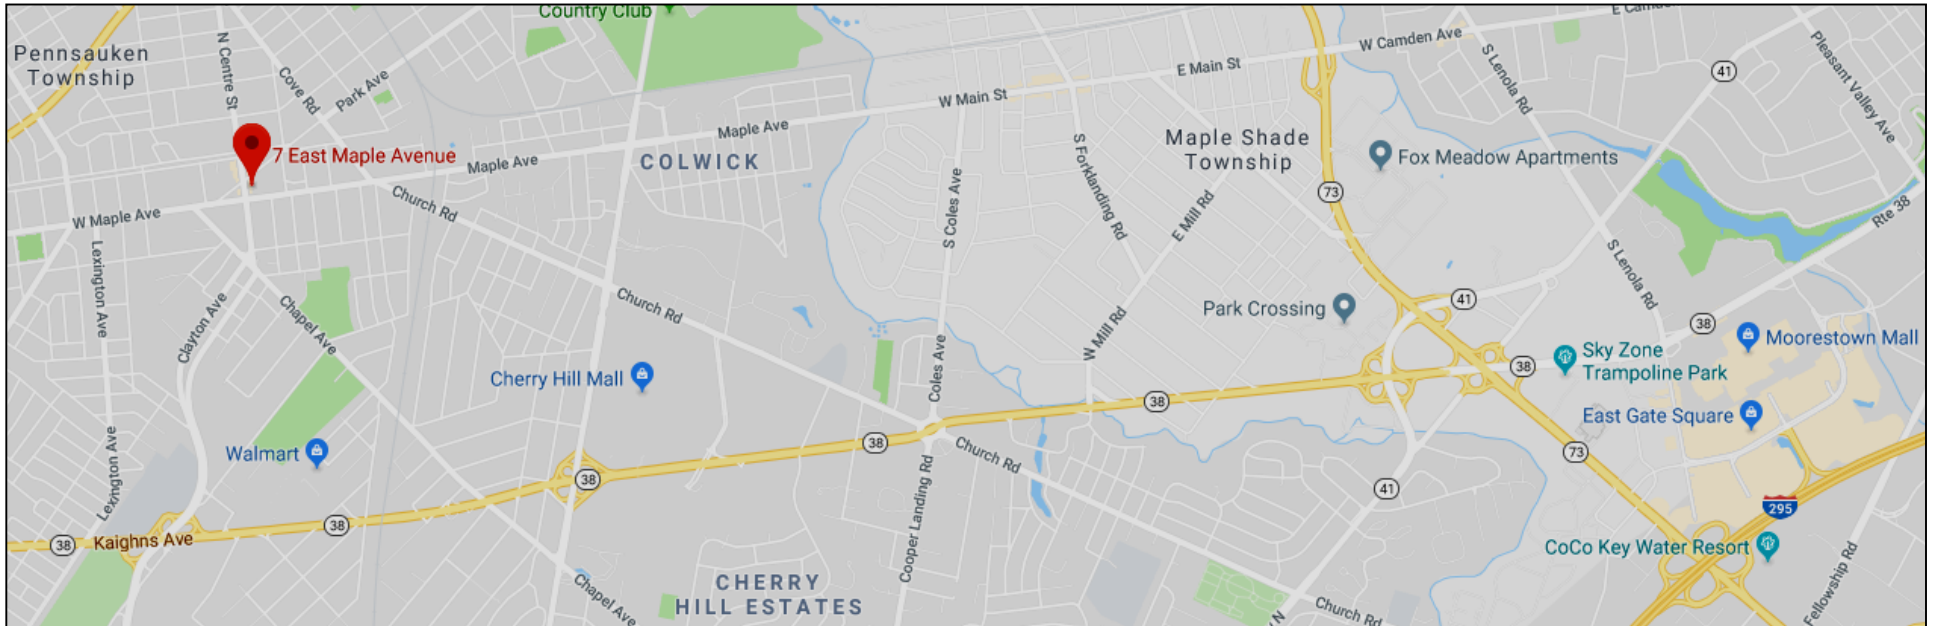 Country Club
E Camden
Pennsauken
Township
N Centre St
Cove Rd
Park Ave
W Camden Ave
S Lenola Rd
41
Pleasant Valley Ave
E Main St
W Main St
Maple Ave
Maple Ave
7 East Maple Avenue
COLWICK
S Forklanding Rd
Maple Shade
Township
Fox Meadow Apartments
73
W Maple Ave
Church Rd
S Coles Ave
E Mill Rd
Rte 38
Lexington Ave
Clayton Ave
Chapel Ave
Church Rd
Park Crossing
41
S Lenola Rd
38
Moorestown Mall
W Mill Rd
Coles Ave
Cherry Hill Mall
38
Sky Zone
Trampoline Park
38
East Gate Square
Walmart
38
Church Rd
73
Lexington Ave
38
41
295
Cooper Landing Rd
38
38
Kaighns Ave
CoCo Key Water Resort
Fellowship Rd
CHERRY
HILL ESTATES
Chapel Ave
Church Rd
N